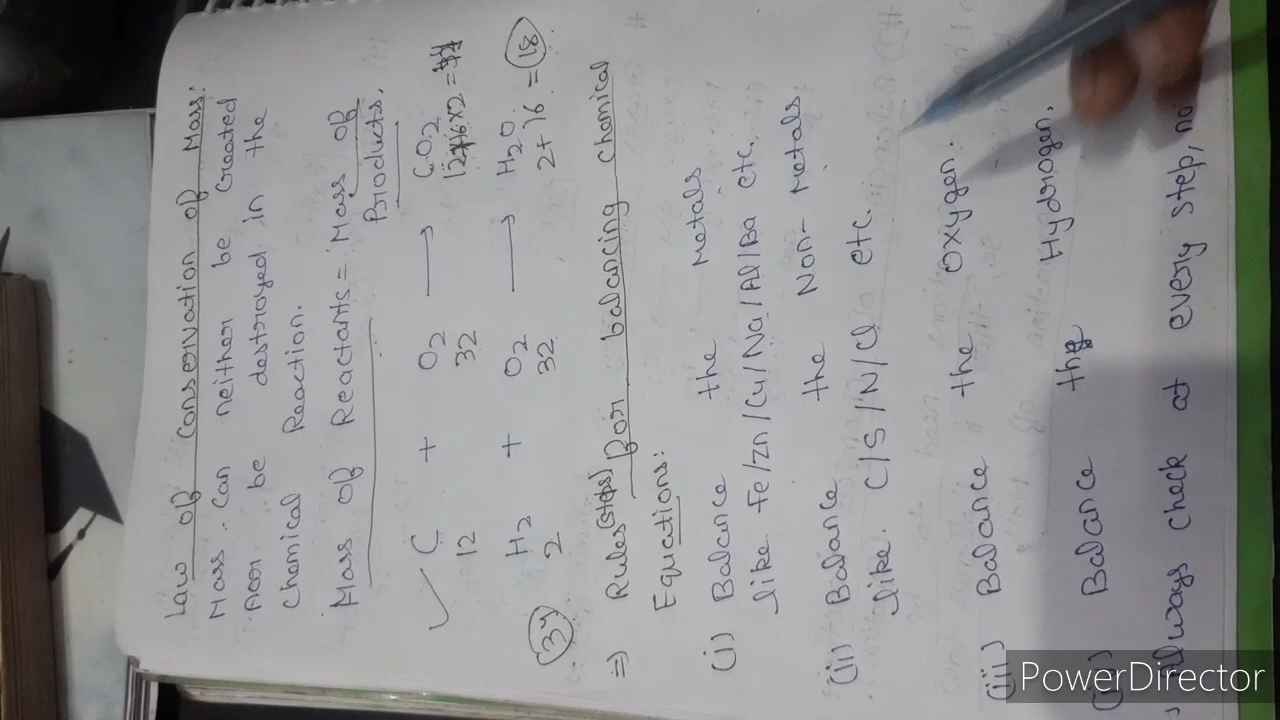 Law of Conservation of Mass:
Mass Can neither be Created
nor be destroyed in the
Chemical Reaction.
Mass of Reactants = Mass of
Products.
C + O2 → CO2
12 32 12+16×2=44
H2 + O2 → H2O
2 32 2+16=18
34
⇒ Rules(Steps) for balancing chemical
Equations:
(i) Balance the Metals
like Fe/Zn/Cu/Na/Al/Ba etc.
(ii) Balance the Non-Metals
like. C/S/N/Cl etc.
(iii) Balance the Oxygen.
Balance the Hydrogen.
Always check at every step,
PowerDirector